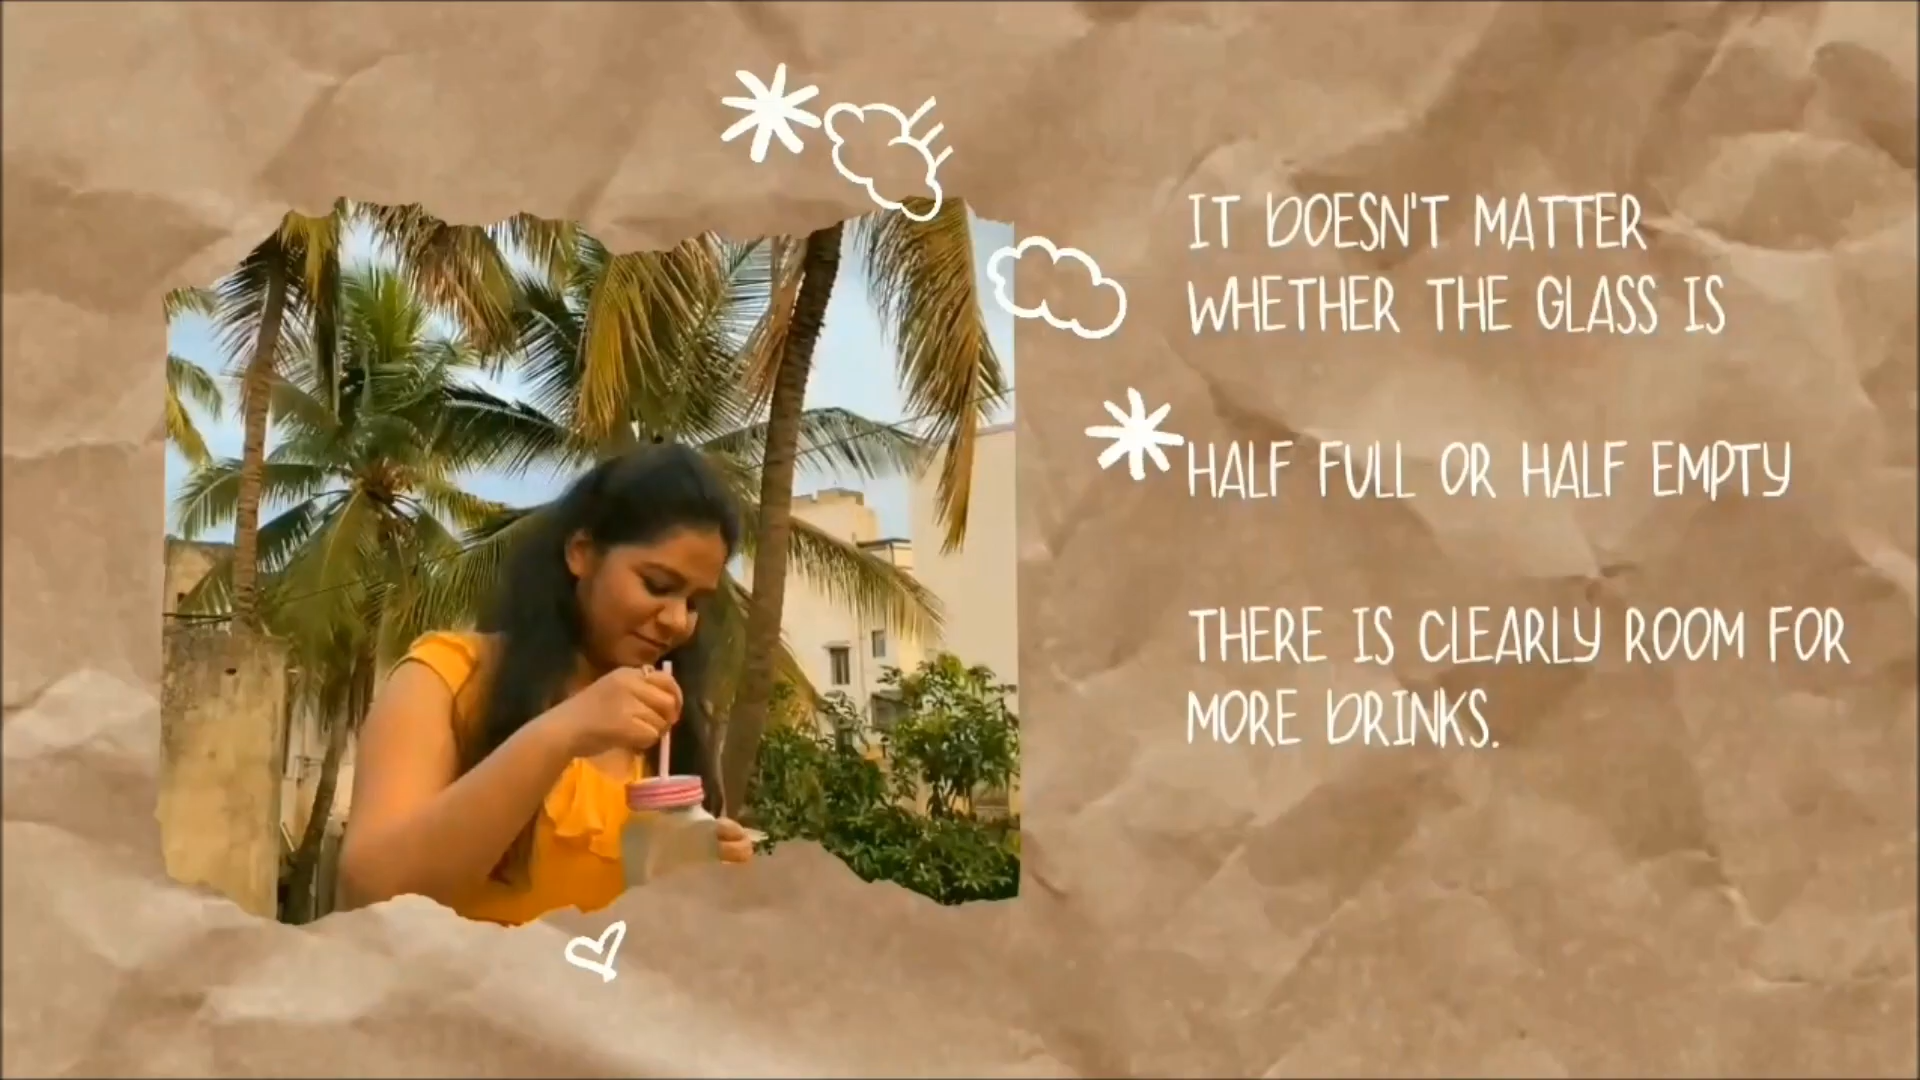 IT DOESN'T MATTER
WHETHER THE GLASS IS
HALF FULL OR HALF EMPTY
THERE IS CLEARLY ROOM FOR
MORE DRINKS.